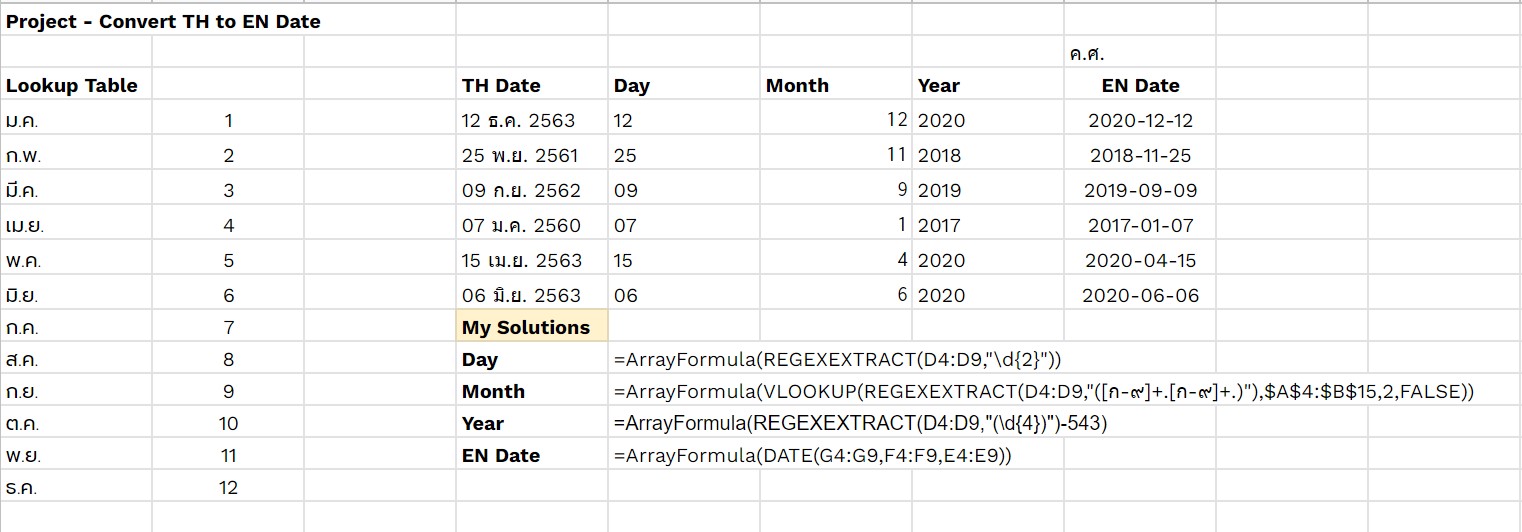 Project - Convert TH to EN Date
ค.ศ.
Lookup Table TH Date Day Month Year EN Date
ม.ค. 1 12 ธ.ค. 2563 12 12 2020 2020-12-12
ก.พ. 2 25 พ.ย. 2561 25 11 2018 2018-11-25
มี.ค. 3 09 ก.ย. 2562 09 9 2019 2019-09-09
เม.ย. 4 07 ม.ค. 2560 07 1 2017 2017-01-07
พ.ค. 5 15 เม.ย. 2563 15 4 2020 2020-04-15
มิ.ย. 6 06 มิ.ย. 2563 06 6 2020 2020-06-06
ก.ค. 7 My Solutions
ส.ค. 8 Day =ArrayFormula(REGEXEXTRACT(D4:D9,"\d{2}"))
ก.ย. 9 Month =ArrayFormula(VLOOKUP(REGEXEXTRACT(D4:D9,"([ก-๙]+.[ก-๙]+.)"),$A$4:$B$15,2,FALSE))
ต.ค. 10 Year =ArrayFormula(REGEXEXTRACT(D4:D9,"(\d{4})")-543)
พ.ย. 11 EN Date =ArrayFormula(DATE(G4:G9,F4:F9,E4:E9))
ธ.ค. 12